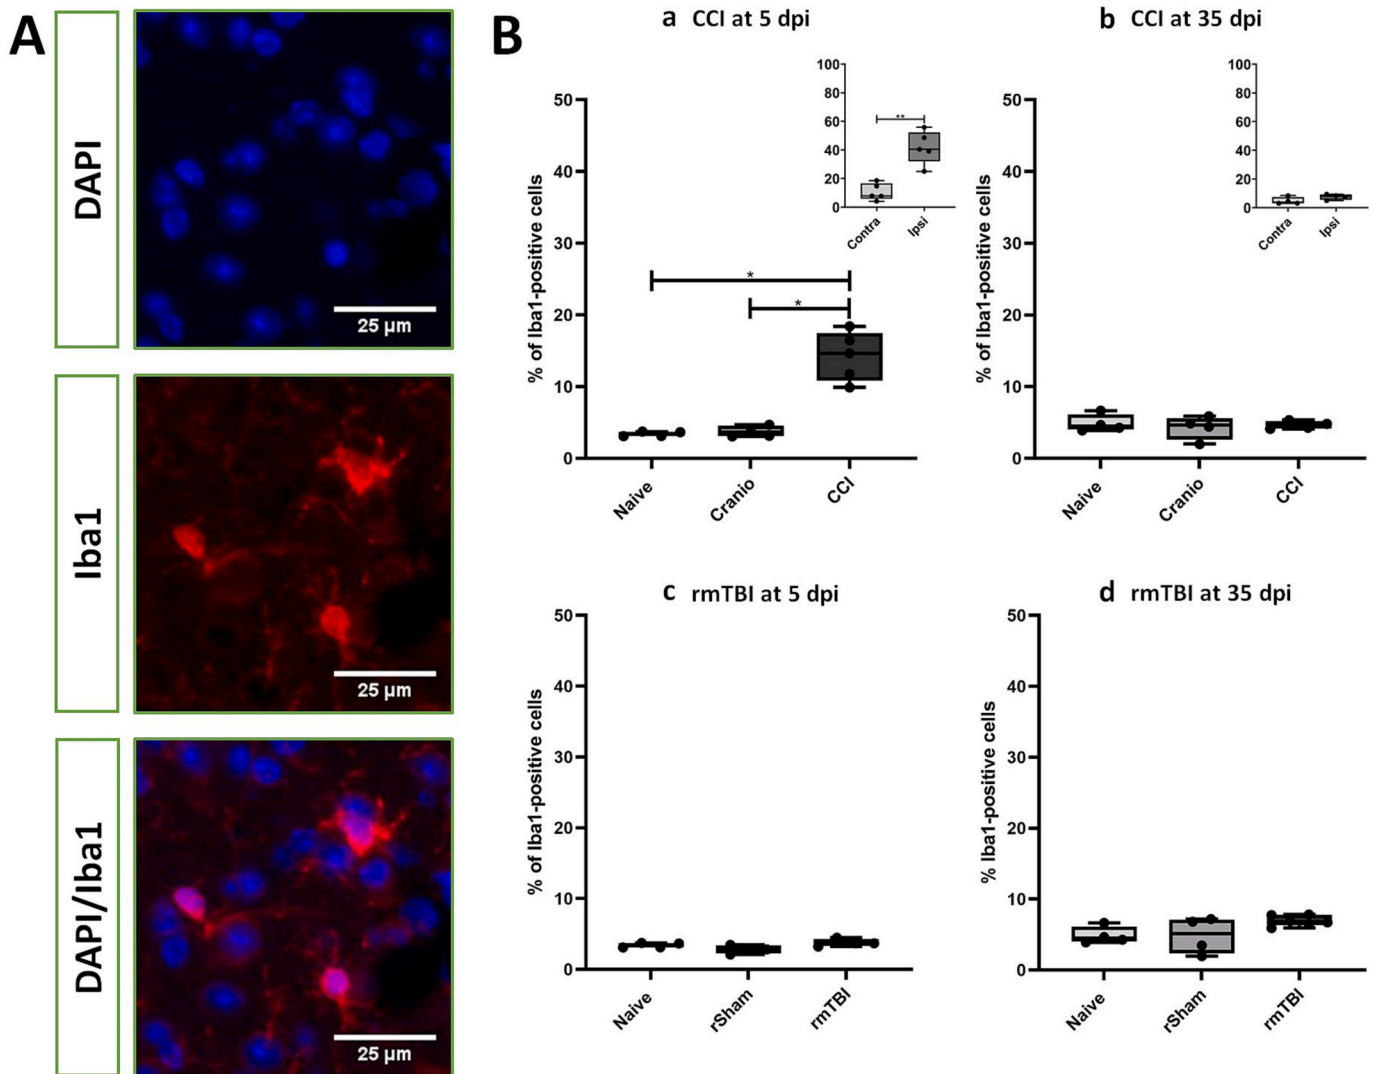 A
DAPI
25 µm
Iba1
25 µm
DAPI/Iba1
25 µm
B
a CCI at 5 dpi
% of Iba1-positive cells
50
40
30
20
10
0
Naive
Cranio
CCI
*
*
100
80
60
40
20
0
Contra
Ipsi
**
b CCI at 35 dpi
% of Iba1-positive cells
50
40
30
20
10
0
Naive
Cranio
CCI
100
80
60
40
20
0
Contra
Ipsi
c rmTBI at 5 dpi
% of Iba1-positive cells
50
40
30
20
10
0
Naive
rSham
rmTBI
d rmTBI at 35 dpi
% Iba1-positive cells
50
40
30
20
10
0
Naive
rSham
rmTBI